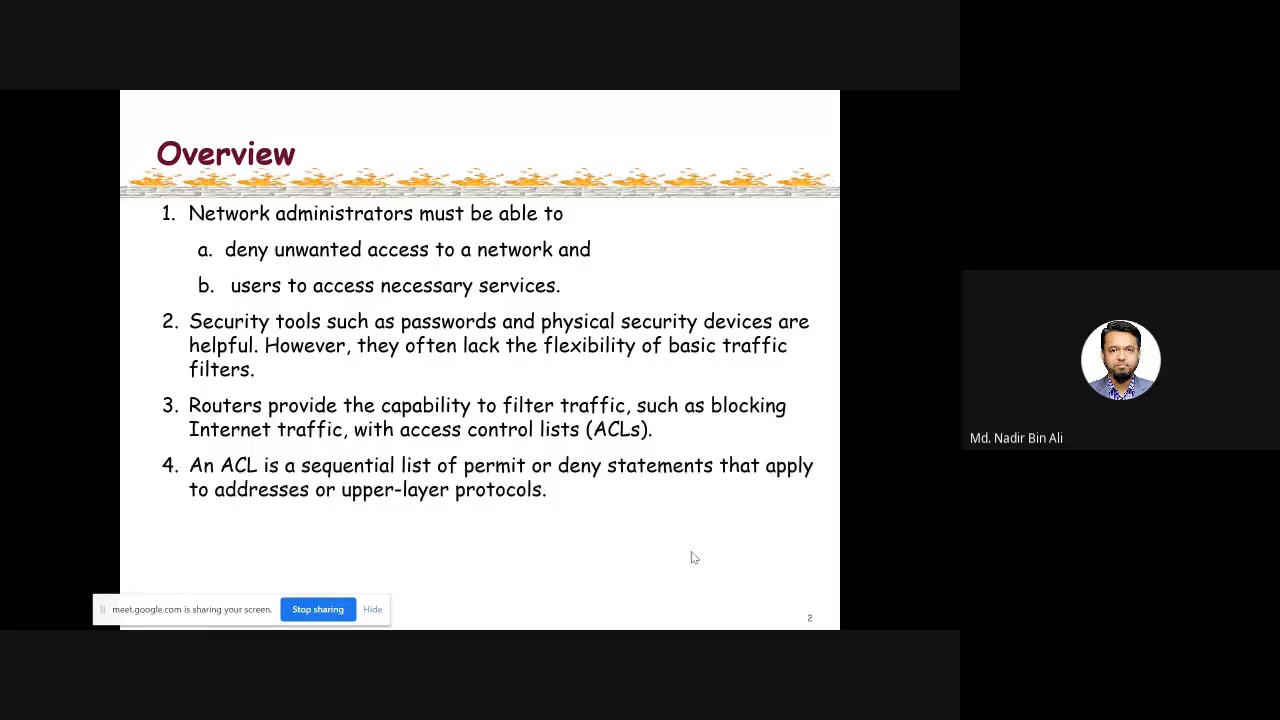 Overview
1. Network administrators must be able to
a. deny unwanted access to a network and
b. users to access necessary services.
2. Security tools such as passwords and physical security devices are
helpful. However, they often lack the flexibility of basic traffic
filters.
3. Routers provide the capability to filter traffic, such as blocking
Internet traffic, with access control lists (ACLs).
4. An ACL is a sequential list of permit or deny statements that apply
to addresses or upper-layer protocols.
meet.google.com is sharing your screen. Stop sharing Hide
2
Md. Nadir Bin Ali